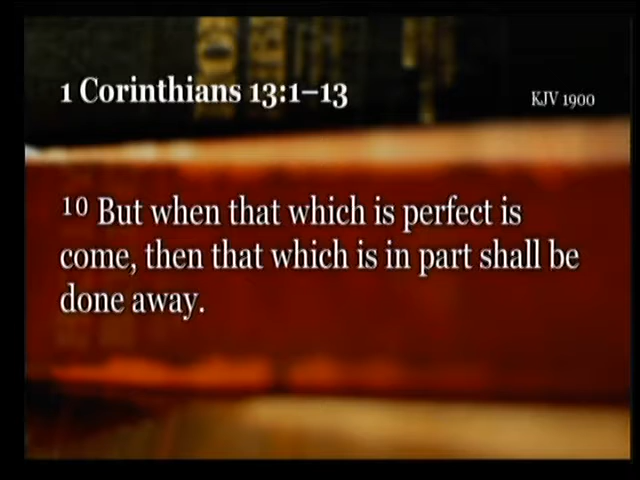 1 Corinthians 13:1–13
KJV 1900
10 But when that which is perfect is
come, then that which is in part shall be
done away.